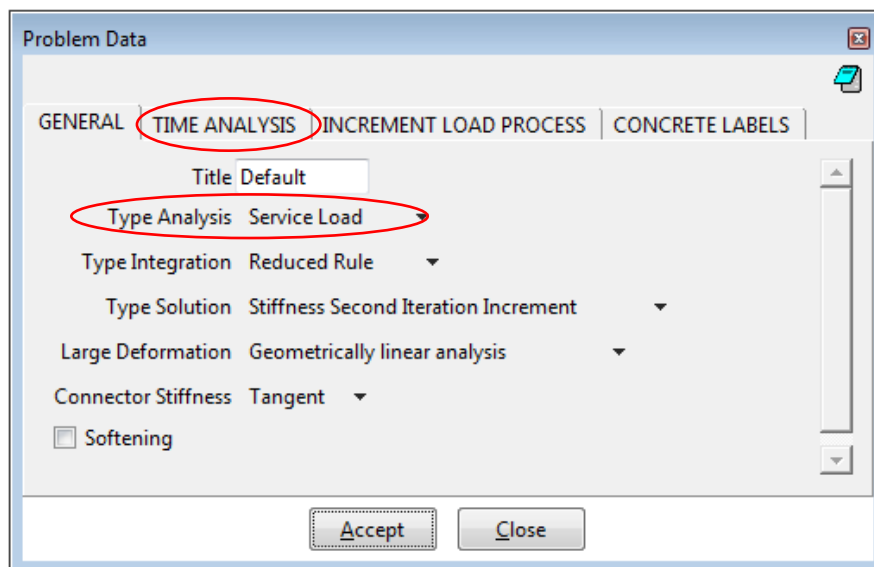 Problem Data
GENERAL TIME ANALYSIS INCREMENT LOAD PROCESS CONCRETE LABELS
Title Default
Type Analysis Service Load
Type Integration Reduced Rule
Type Solution Stiffness Second Iteration Increment
Large Deformation Geometrically linear analysis
Connector Stiffness Tangent
Softening
Accept Close